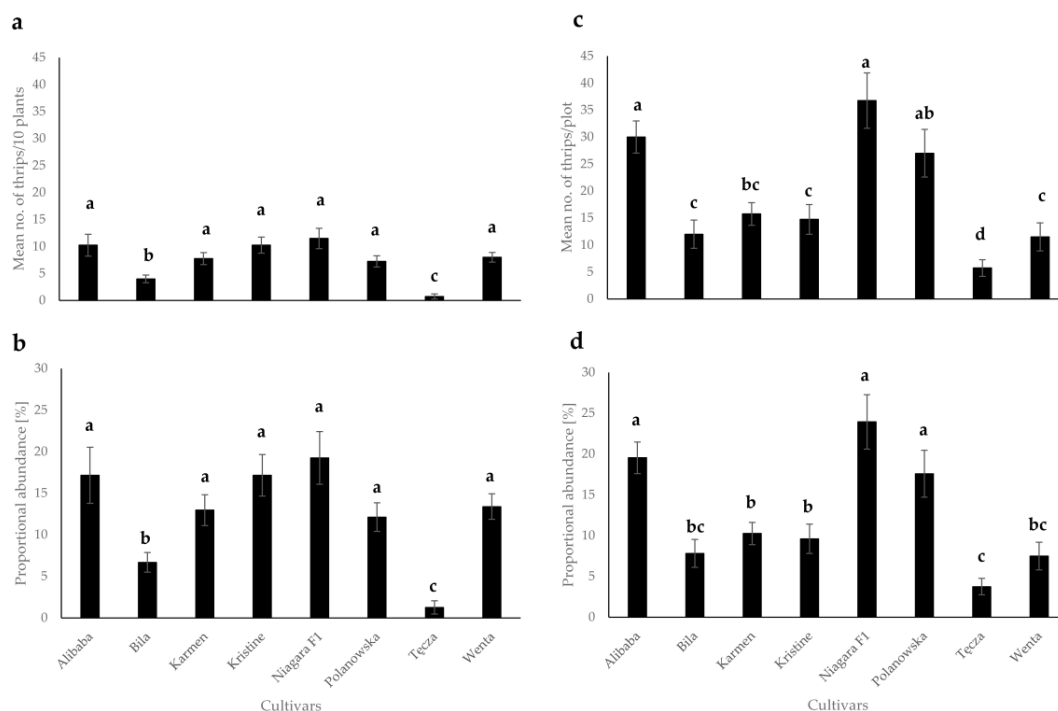 a
45
40
35
30
25
20
15
10
5
0
Mean no. of thrips/10 plants
a
b
a
a
a
a
c
a
b
30
25
20
15
10
5
0
Proportional abundance [%]
a
b
a
a
a
a
c
a
Alibaba
Bila
Karmen
Kristine
Niagara F1
Polanowska
Tęcza
Wenta
Cultivars
c
45
40
35
30
25
20
15
10
5
0
Mean no. of thrips/plot
a
c
bc
c
a
ab
d
c
d
30
25
20
15
10
5
0
Proportional abundance [%]
a
bc
b
b
a
a
c
bc
Alibaba
Bila
Karmen
Kristine
Niagara F1
Polanowska
Tęcza
Wenta
Cultivars